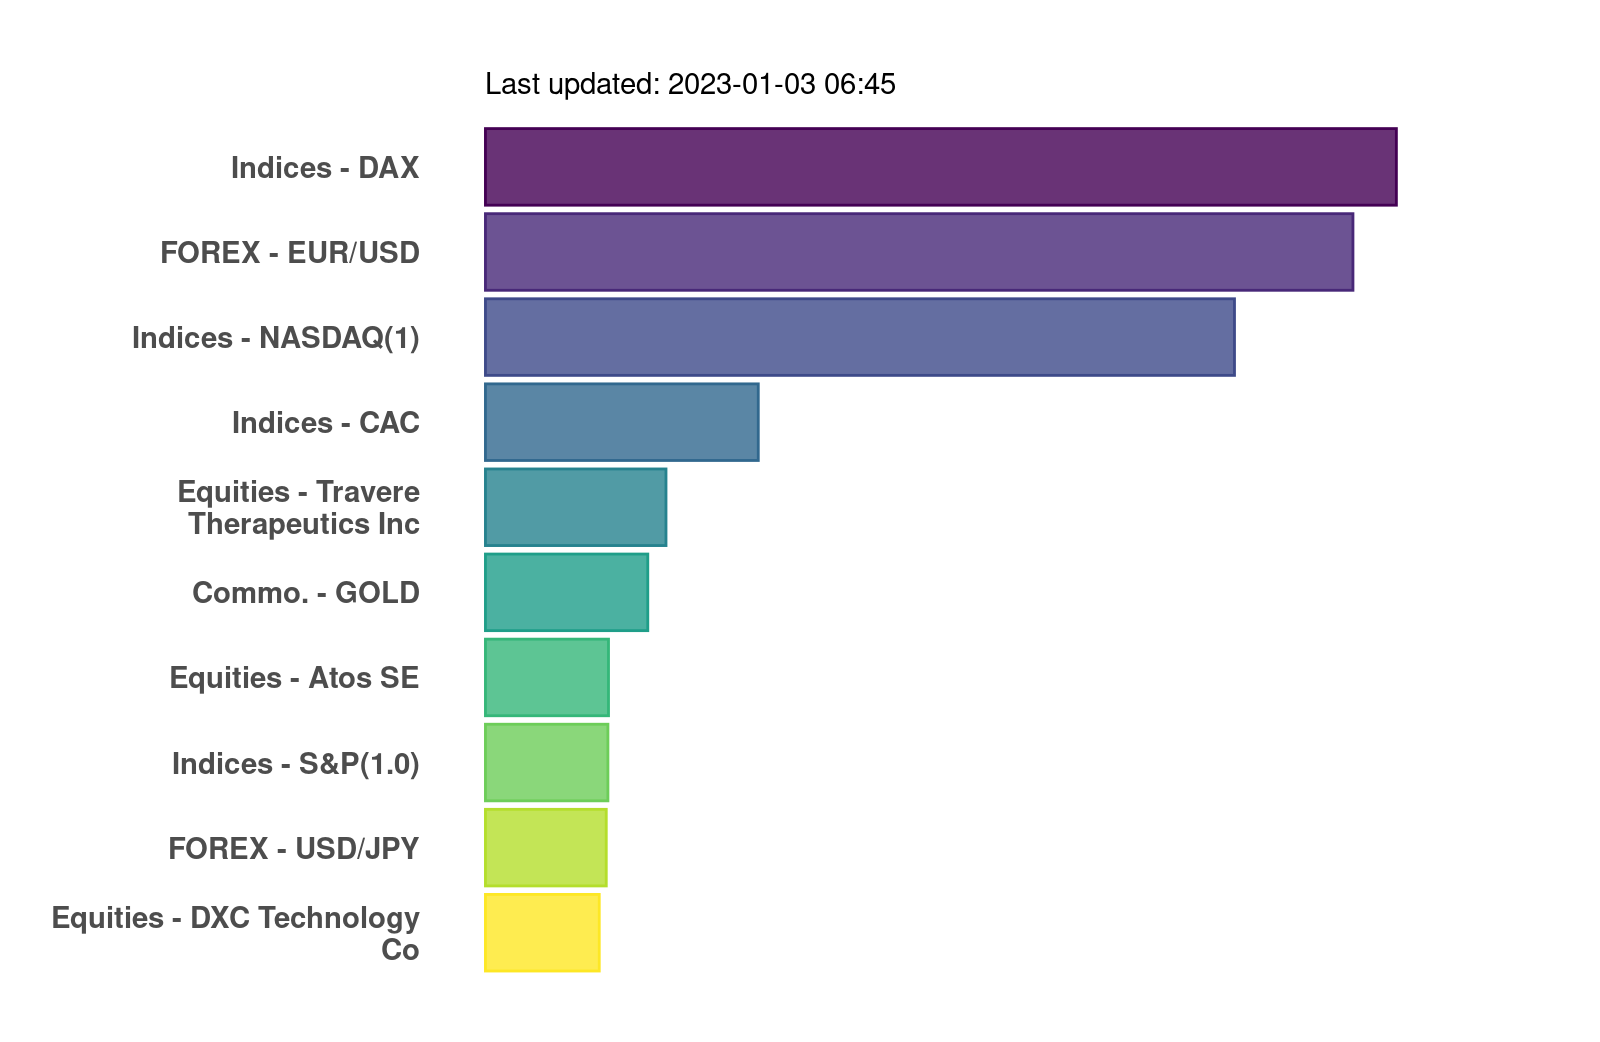 Last updated: 2023-01-03 06:45
Indices - DAX
FOREX - EUR/USD
Indices - NASDAQ(1)
Indices - CAC
Equities - Travere
Therapeutics Inc
Commo. - GOLD
Equities - Atos SE
Indices - S&P(1.0)
FOREX - USD/JPY
Equities - DXC Technology
Co